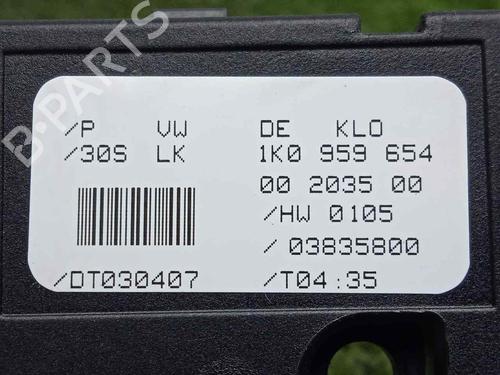 /P VW DE KLO
/30S LK 1K0 959 654
00 2035 00
/HW 0105
/ 03835800
/DT030407 /T04:35
B-PARTS